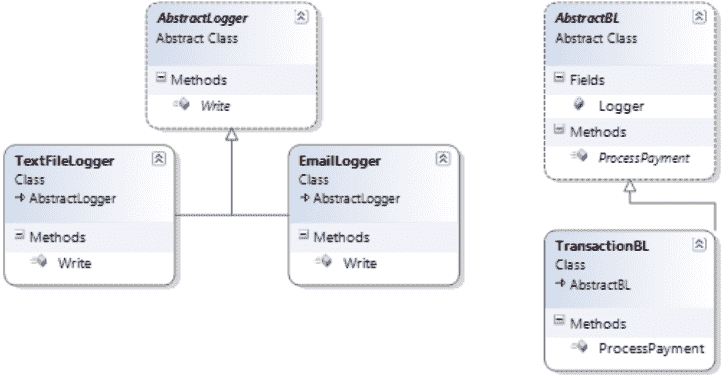 AbstractLogger
Abstract Class
Methods
Write
TextFileLogger
Class
AbstractLogger
Methods
Write
EmailLogger
Class
AbstractLogger
Methods
Write
AbstractBL
Abstract Class
Fields
Logger
Methods
ProcessPayment
TransactionBL
Class
AbstractBL
Methods
ProcessPayment